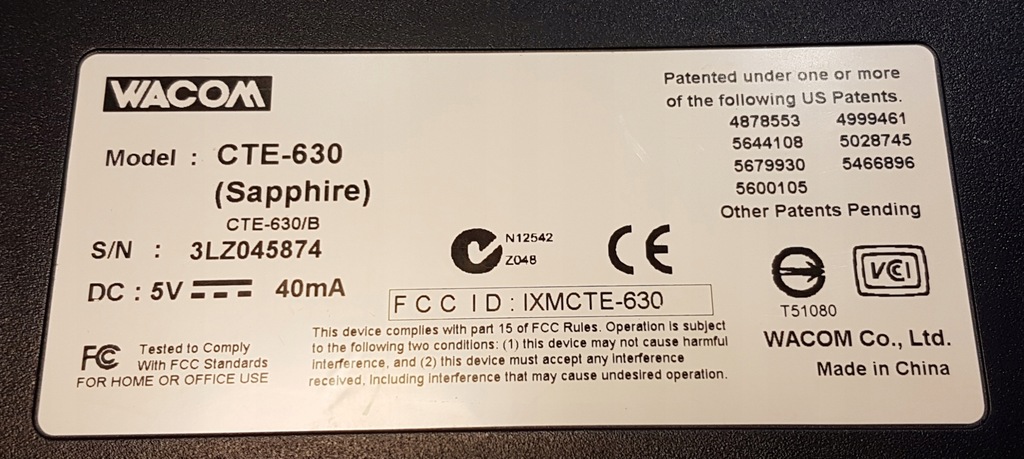 WACOM
Model : CTE-630
(Sapphire)
CTE-630/B
S/N : 3LZ045874
DC : 5V 40mA
FC Tested to Comply
With FCC Standards
FOR HOME OR OFFICE USE
N12542
Z048
CE
FCC ID : IXMCTE-630
This device complies with part 15 of FCC Rules. Operation is subject
to the following two conditions: (1) this device may not cause harmful
interference, and (2) this device must accept any interference
received, including interference that may cause undesired operation.
Patented under one or more
of the following US Patents.
4878553 4999461
5644108 5028745
5679930 5466896
5600105
Other Patents Pending
VCCI
T51080
WACOM Co., Ltd.
Made in China